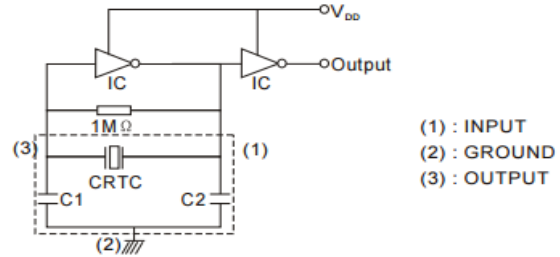 VDD
Output
IC
IC
1MΩ
(3)
(1)
CRTC
C1
C2
(2)
(1) : INPUT
(2) : GROUND
(3) : OUTPUT